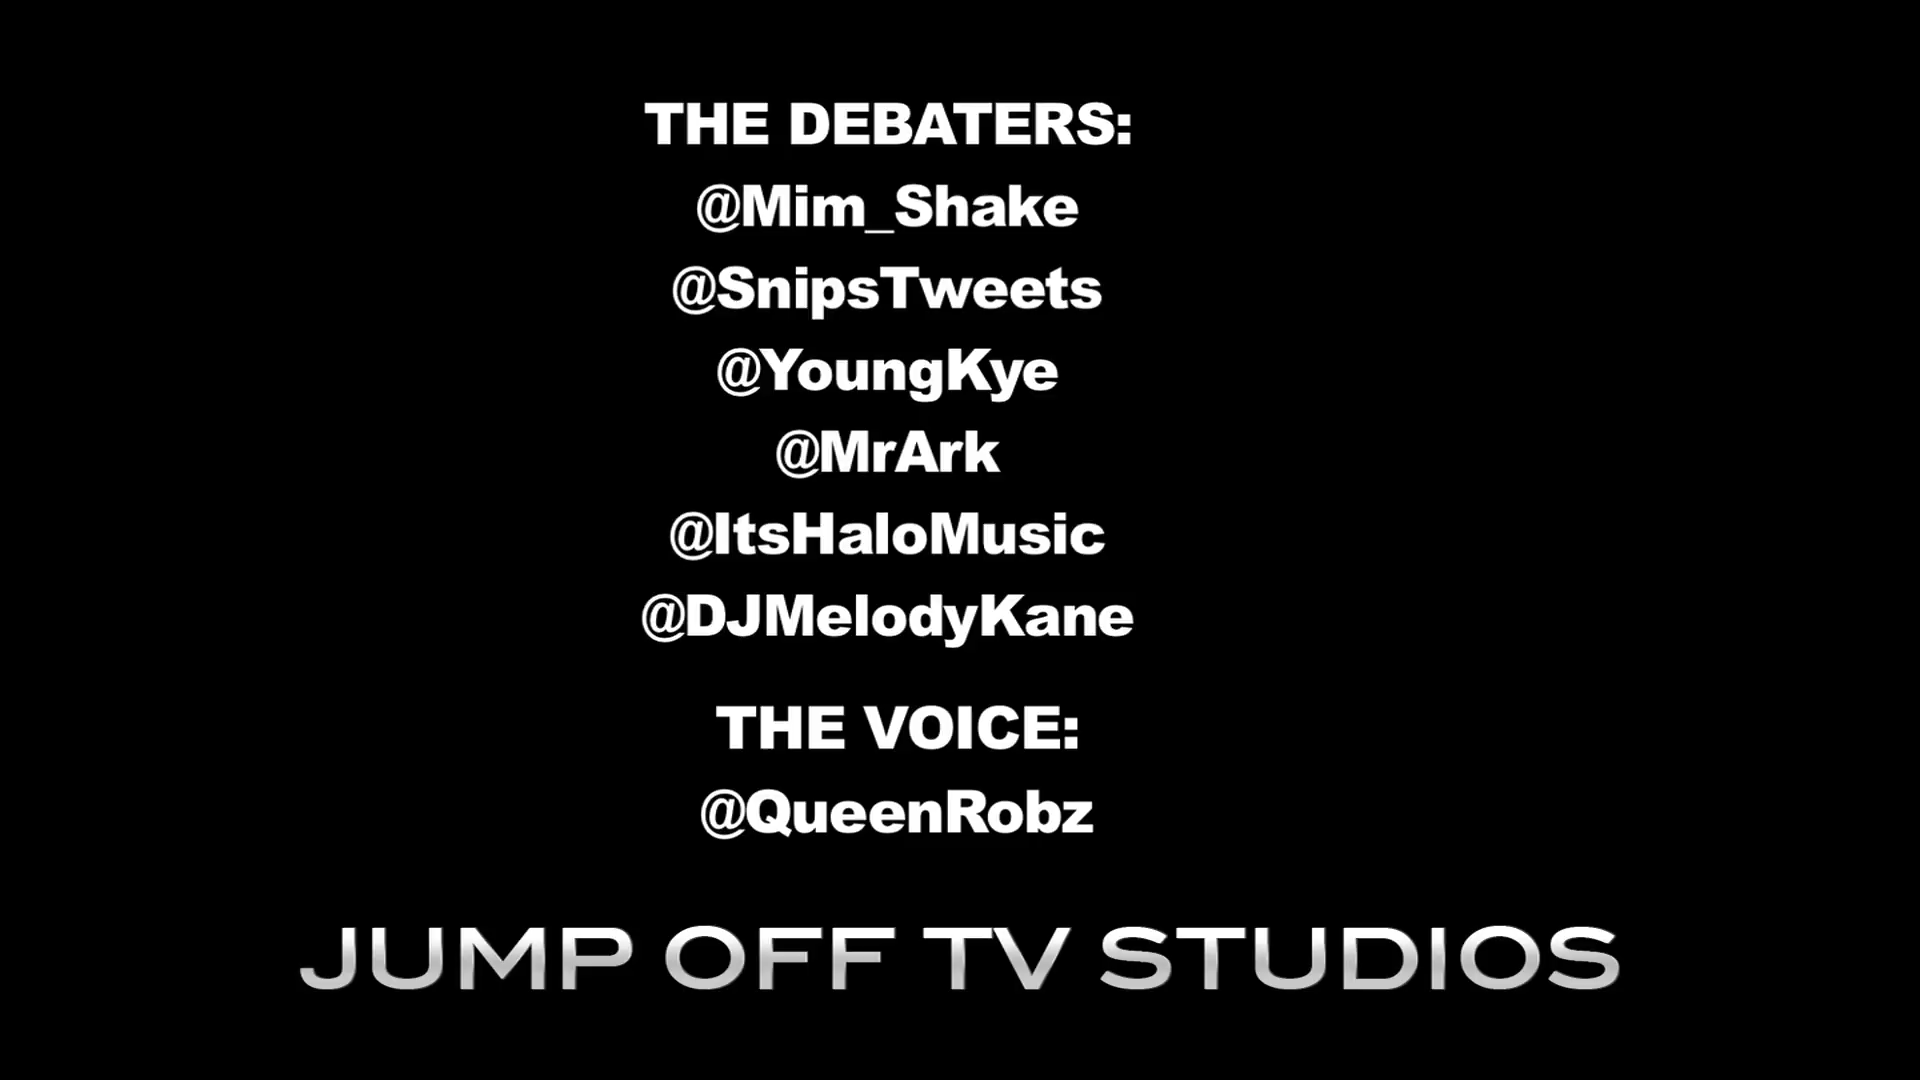 THE DEBATERS:
@Mim_Shake
@SnipsTweets
@YoungKye
@MrArk
@ItsHaloMusic
@DJMelodyKane
THE VOICE:
@QueenRobz
JUMP OFF TV STUDIOS